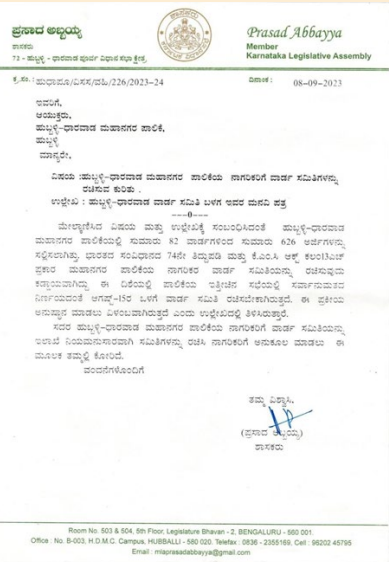 ಪ್ರಸಾದ ಅಬ್ಬಯ್ಯ
ಶಾಸಕರು
73 - ಹುಬ್ಬಳ್ಳಿ-ಧಾರವಾಡ ಪೂರ್ವ ವಿಧಾನ ಸಭಾ ಕ್ಷೇತ್ರ.
Prasad Abbayya
Member
Karnataka Legislative Assembly
ಕ್ರ.ಸಂ.: ಹುಧಾಪೂ/ವಿಸಸ/ವಹಿ/226/2023-24
ದಿನಾಂಕ : 08-09-2023
ಇವರಿಗೆ,
ಆಯುಕ್ತರು,
ಹುಬ್ಬಳ್ಳಿ-ಧಾರವಾಡ ಮಹಾನಗರ ಪಾಲಿಕೆ,
ಹುಬ್ಬಳ್ಳಿ
ಮಾನ್ಯರೇ,
ವಿಷಯ :ಹುಬ್ಬಳ್ಳಿ-ಧಾರವಾಡ ಮಹಾನಗರ ಪಾಲಿಕೆಯ ನಾಗರಿಕರಿಗೆ ವಾರ್ಡ ಸಮಿತಿಗಳನ್ನು
ರಚಿಸುವ ಕುರಿತು .
ಉಲ್ಲೇಖ : ಹುಬ್ಬಳ್ಳಿ-ಧಾರವಾಡ ವಾರ್ಡ ಸಮಿತಿ ಬಳಗ ಇವರ ಮನವಿ ಪತ್ರ
---0---
ಮೇಲ್ಕಾಣಿಸಿದ ವಿಷಯ ಮತ್ತು ಉಲ್ಲೇಖಕ್ಕೆ ಸಂಬಂಧಿಸಿದಂತೆ ಹುಬ್ಬಳ್ಳಿ-ಧಾರವಾಡ
ಮಹಾನಗರ ಪಾಲಿಕೆಯಲ್ಲಿ ಸುಮಾರು 82 ವಾರ್ಡಗಳಿಂದ ಸುಮಾರು 626 ಅರ್ಜಿಗಳನ್ನು
ಸಲ್ಲಿಸಲಾಗಿತ್ತು. ಭಾರತದ ಸಂವಿಧಾನದ 74ನೇ ತಿದ್ದುಪಡಿ ಮತ್ತು ಕೆ.ಎಂ.ಸಿ ಆಕ್ಟ್ ಕಲಂ13ಎಚ್
ಪ್ರಕಾರ ಮಹಾನಗರ ಪಾಲಿಕೆಯ ನಾಗರಿಕರ ವಾರ್ಡ ಸಮಿತಿಯನ್ನು ರಚಿಸುವುದು
ಕಡ್ಡಾಯವಾಗಿದ್ದು ಈ ದಿಶೆಯಲ್ಲಿ ಪಾಲಿಕೆಯ ಇತ್ತೀಚಿನ ಸಭೆಯಲ್ಲಿ ಸರ್ವಾನುಮತದ
ನಿರ್ಣಯದಂತೆ ಆಗಷ್ಟ್-15ರ ಒಳಗೆ ವಾರ್ಡ ಸಮಿತಿ ರಚಿಸಬೇಕಾಗಿರುತ್ತದೆ. ಈ ಪ್ರಕ್ರೀಯ
ಅನುಷ್ಠಾನ ಮಾಡಲು ವಿಳಂಬವಾಗಿರುತ್ತದೆ ಎಂದು ಉಲ್ಲೇಖದಲ್ಲಿ ತಿಳಿಸಿರುತ್ತಾರೆ.
ಸದರ ಹುಬ್ಬಳ್ಳಿ-ಧಾರವಾಡ ಮಹಾನಗರ ಪಾಲಿಕೆಯ ನಾಗರಿಕರಿಗೆ ವಾರ್ಡ ಸಮಿತಿಯನ್ನು
ಇಲಾಖೆ ನಿಯಮಾನುಸಾರವಾಗಿ ಸಮಿತಿಗಳನ್ನು ರಚಿಸಿ ನಾಗರಿಕರಿಗೆ ಅನುಕೂಲ ಮಾಡಲು ಈ
ಮೂಲಕ ತಮ್ಮಲ್ಲಿ ಕೋರಿದೆ.
ವಂದನೆಗಳೊಂದಿಗೆ
ತಮ್ಮ ವಿಶ್ವಾಸಿ,
(ಪ್ರಸಾದ ಅಬ್ಬಯ್ಯ)
ಶಾಸಕರು
Room No. 503 & 504, 5th Floor, Legislature Bhavan - 2, BENGALURU - 560 001.
Office : No. B-003, H.D.M.C. Campus, HUBBALLI - 580 020. Telefax : 0836 - 2355169, Cell : 96202 45795
Email : mlaprasadabbayya@gmail.com